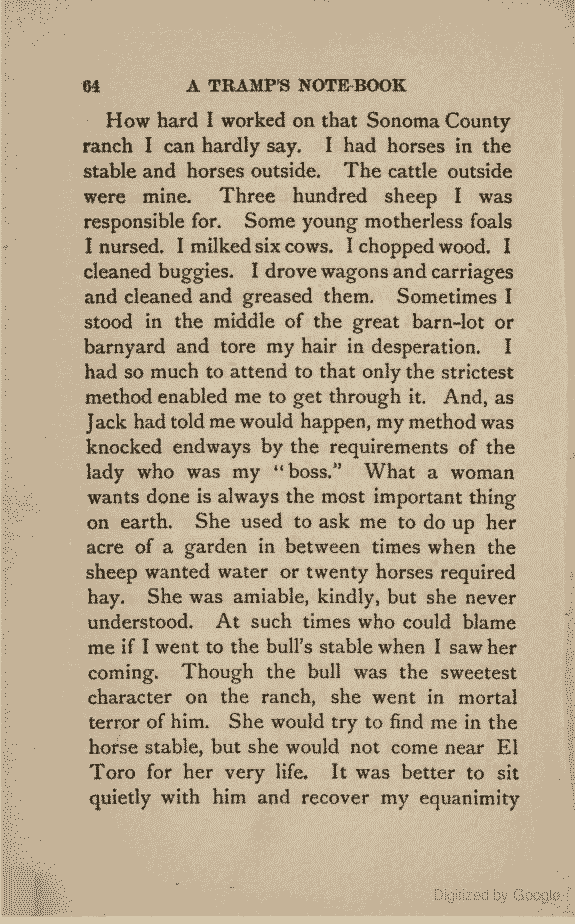 64 A TRAMP'S NOTE-BOOK
How hard I worked on that Sonoma County
ranch I can hardly say. I had horses in the
stable and horses outside. The cattle outside
were mine. Three hundred sheep I was
responsible for. Some young motherless foals
I nursed. I milked six cows. I chopped wood. I
cleaned buggies. I drove wagons and carriages
and cleaned and greased them. Sometimes I
stood in the middle of the great barn-lot or
barnyard and tore my hair in desperation. I
had so much to attend to that only the strictest
method enabled me to get through it. And, as
Jack had told me would happen, my method was
knocked endways by the requirements of the
lady who was my "boss." What a woman
wants done is always the most important thing
on earth. She used to ask me to do up her
acre of a garden in between times when the
sheep wanted water or twenty horses required
hay. She was amiable, kindly, but she never
understood. At such times who could blame
me if I went to the bull's stable when I saw her
coming. Though the bull was the sweetest
character on the ranch, she went in mortal
terror of him. She would try to find me in the
horse stable, but she would not come near El
Toro for her very life. It was better to sit
quietly with him and recover my equanimity
Digitized by Google